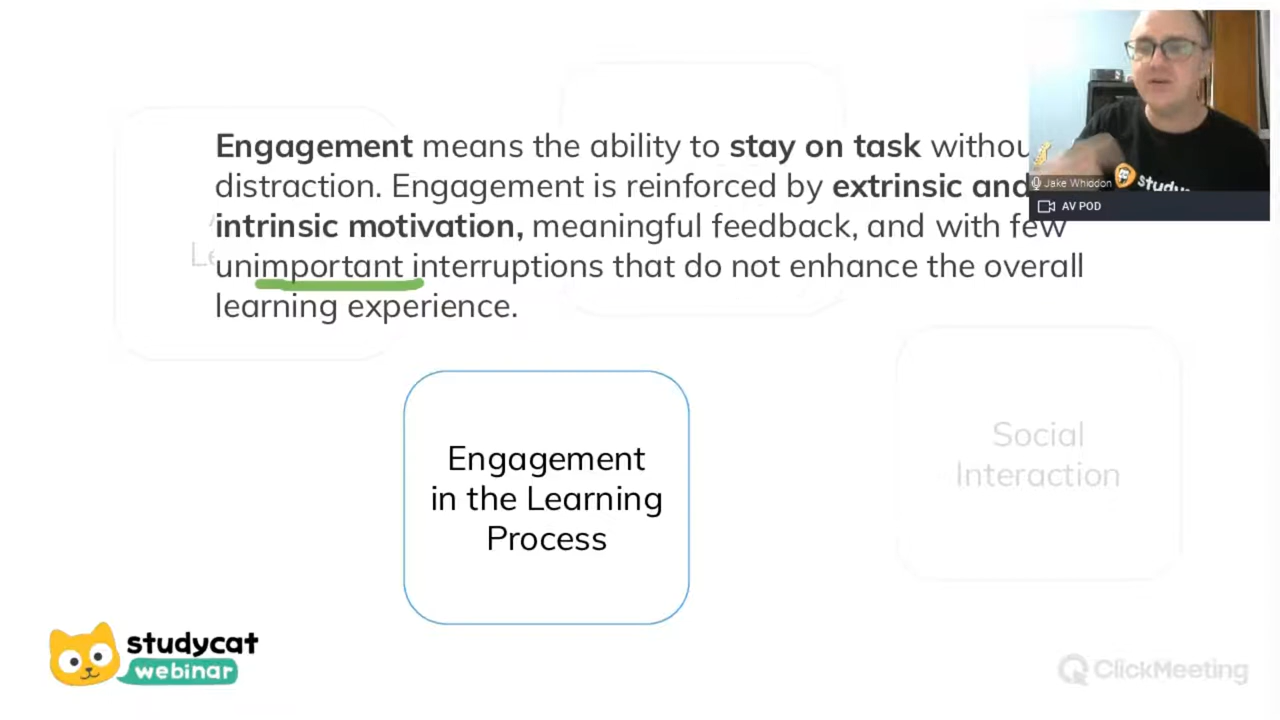 Engagement means the ability to stay on task withou
distraction. Engagement is reinforced by extrinsic and
intrinsic motivation, meaningful feedback, and with few
unimportant interruptions that do not enhance the overall
learning experience.
Jake Whiddon
AV POD
study
Engagement
in the Learning
Process
Social
Interaction
studycat
webinar
ClickMeeting